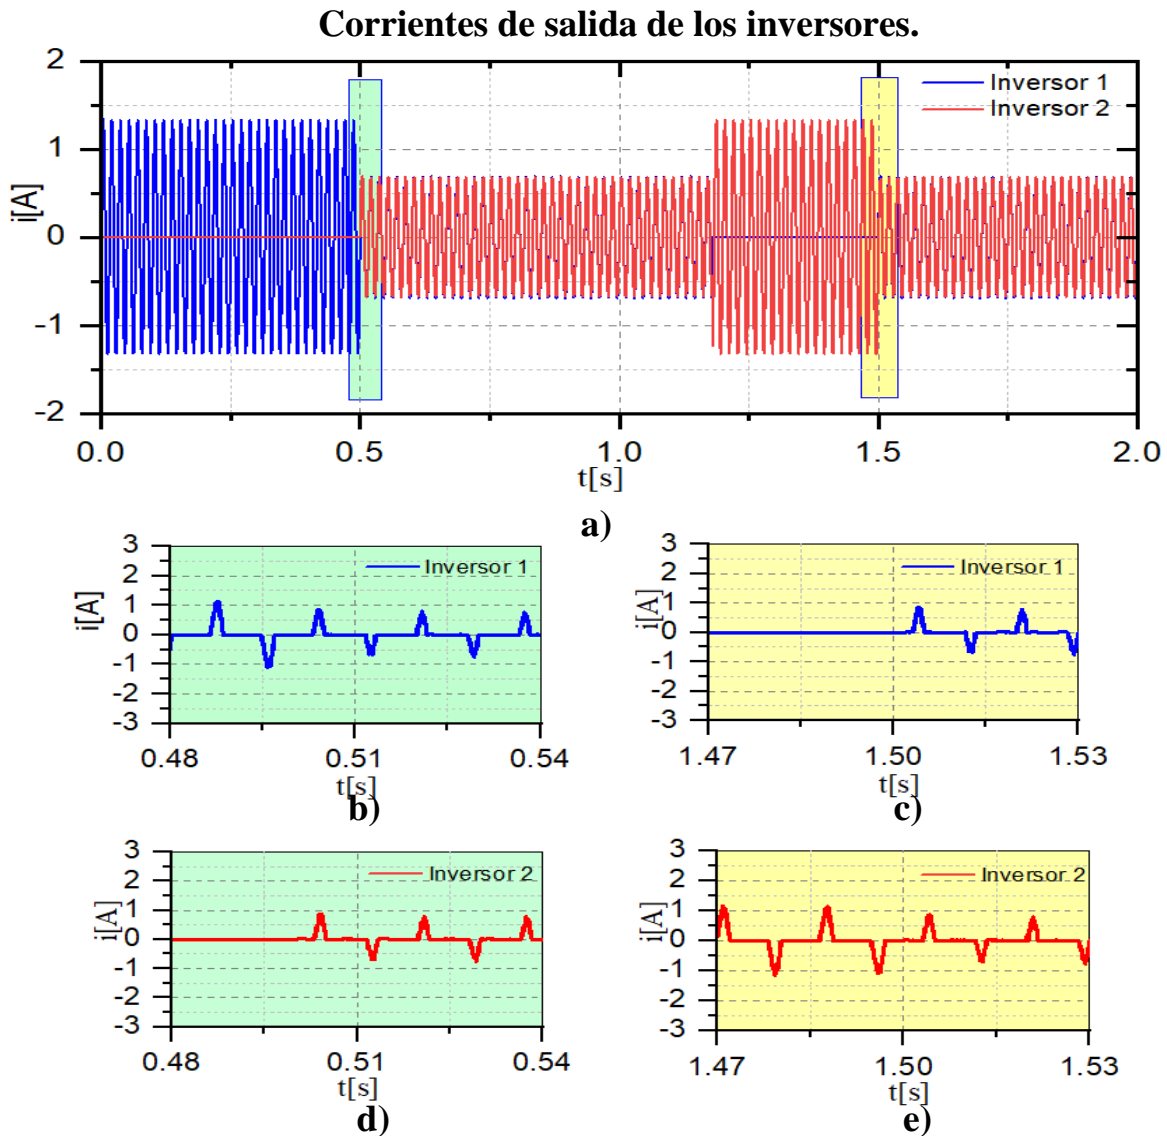 Corrientes de salida de los inversores.
2
1
0
-1
-2
i[A]
Inversor 1
Inversor 2
0.0
0.5
1.0
1.5
2.0
t[s]
a)
3
2
1
0
-1
-2
-3
i[A]
Inversor 1
0.48
0.51
0.54
t[s]
b)
3
2
1
0
-1
-2
-3
i[A]
Inversor 1
1.47
1.50
1.53
t[s]
c)
3
2
1
0
-1
-2
-3
i[A]
Inversor 2
0.48
0.51
0.54
t[s]
d)
3
2
1
0
-1
-2
-3
i[A]
Inversor 2
1.47
1.50
1.53
t[s]
e)